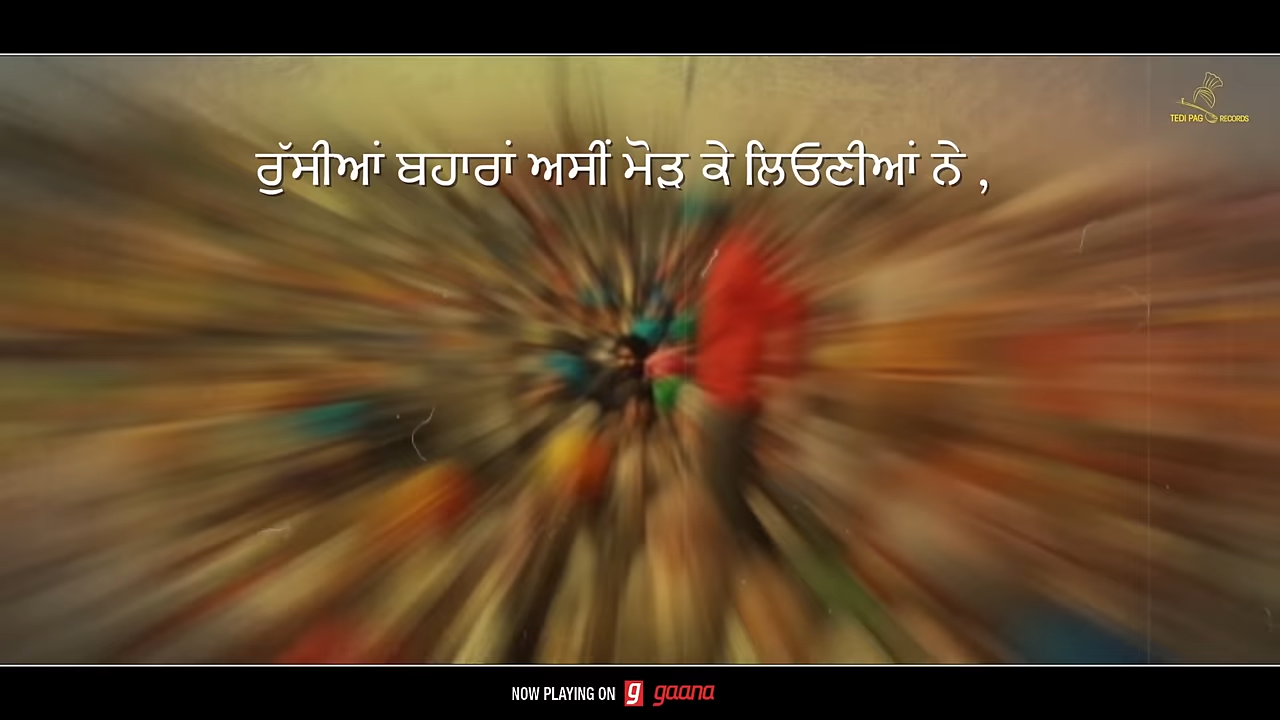 TEDI PAG RECORDS
ਰੁੱਸੀਆਂ ਬਹਾਰਾਂ ਅਸੀਂ ਮੋੜ ਕੇ ਲਿਓਣੀਆਂ ਨੇ ,
NOW PLAYING ON g gaana